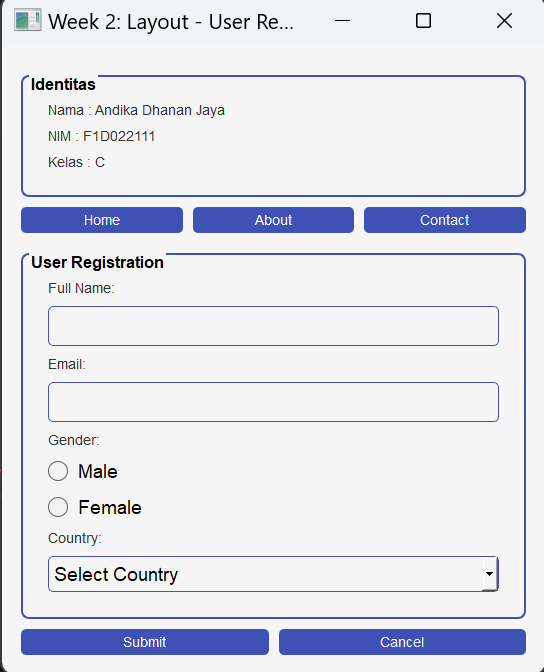 Week 2: Layout - User Re...
Identitas
Nama : Andika Dhanan Jaya
NIM : F1D022111
Kelas : C
Home About Contact
User Registration
Full Name:
Email:
Gender:
Male
Female
Country:
Select Country
Submit Cancel